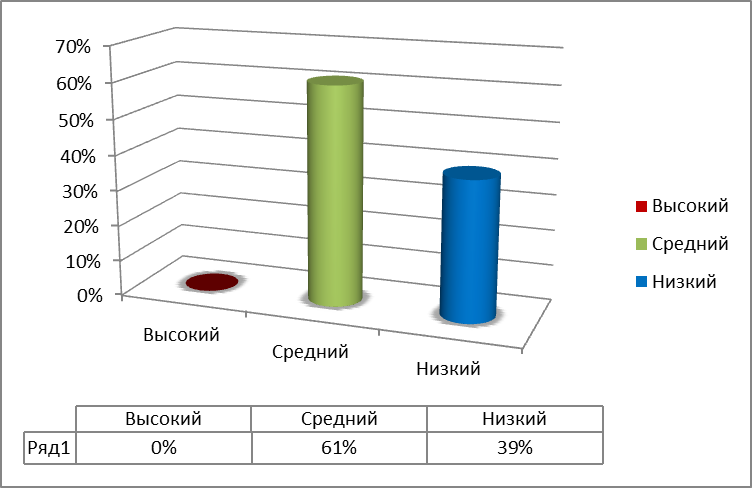 70%
60%
50%
40%
30%
20%
10%
0%
Высокий
Средний
Низкий
Высокий
Средний
Низкий
Высокий Средний Низкий
Ряд1 0% 61% 39%